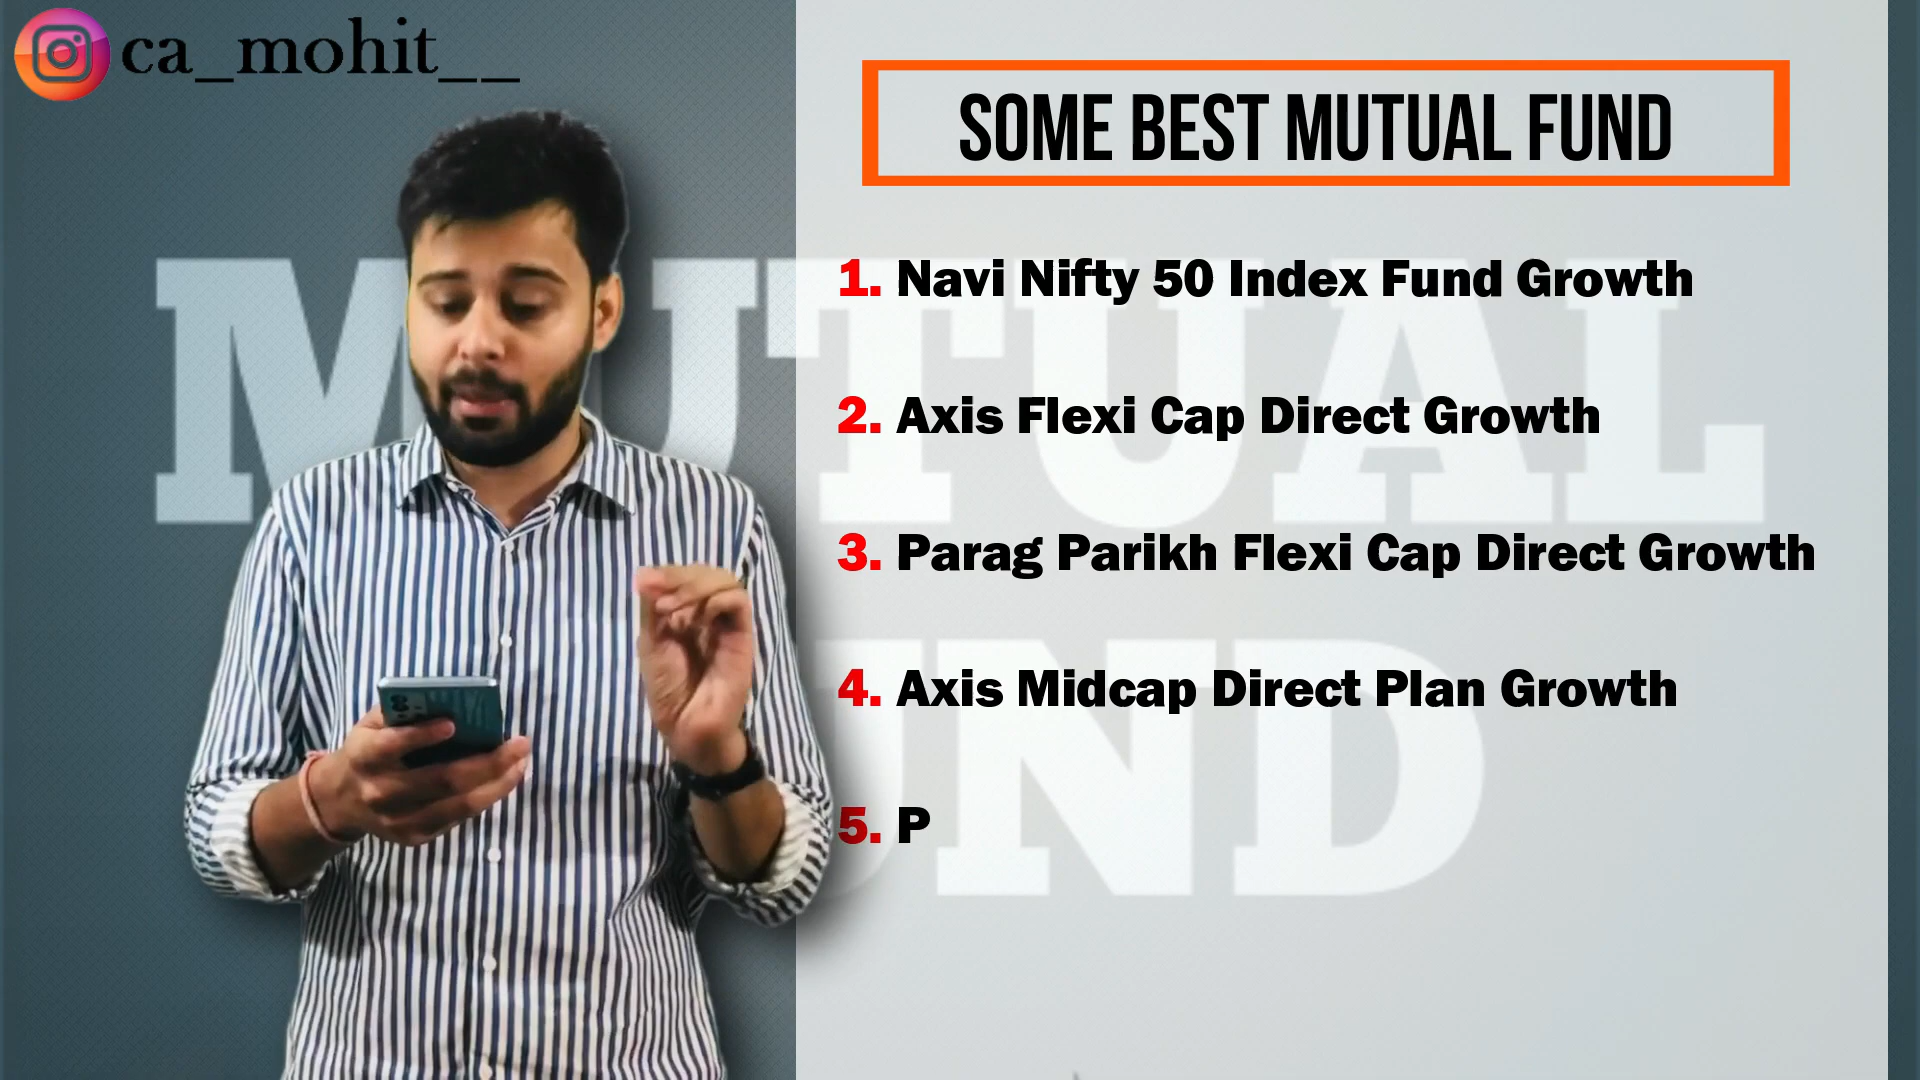 ca_mohit__
SOME BEST MUTUAL FUND
1. Navi Nifty 50 Index Fund Growth
2. Axis Flexi Cap Direct Growth
3. Parag Parikh Flexi Cap Direct Growth
4. Axis Midcap Direct Plan Growth
5. P
MUTUAL
FUND